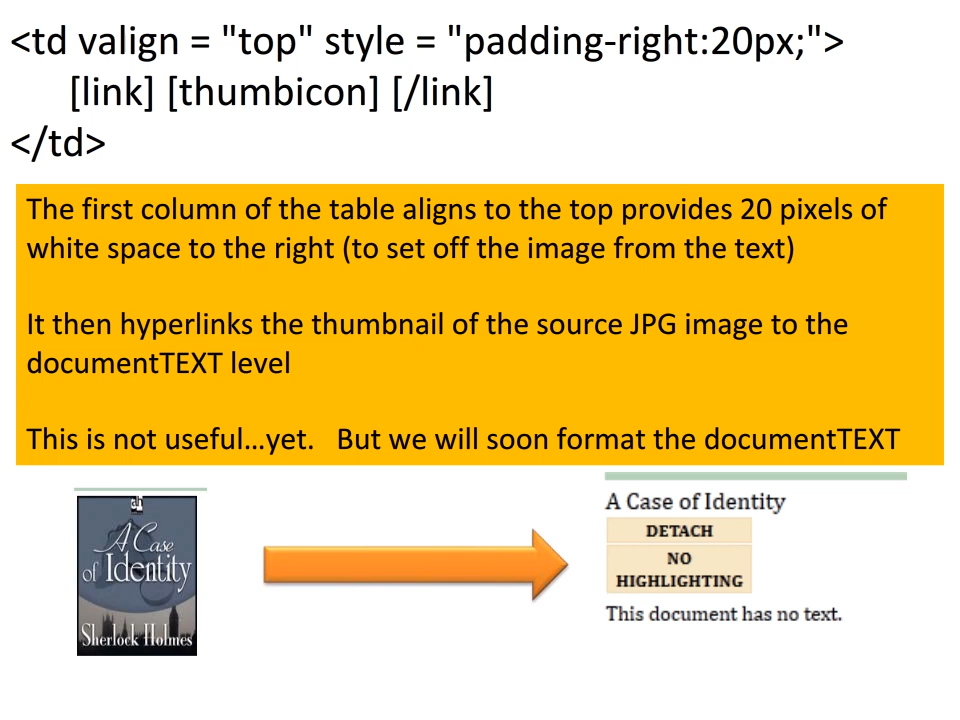 <td valign = "top" style = "padding-right:20px;">
[link] [thumbicon] [/link]
</td>
The first column of the table aligns to the top provides 20 pixels of
white space to the right (to set off the image from the text)
It then hyperlinks the thumbnail of the source JPG image to the
documentTEXT level
This is not useful…yet.   But we will soon format the documentTEXT
ah
A Case
of Identity
Sherlock Holmes
A Case of Identity
DETACH
NO
HIGHLIGHTING
This document has no text.